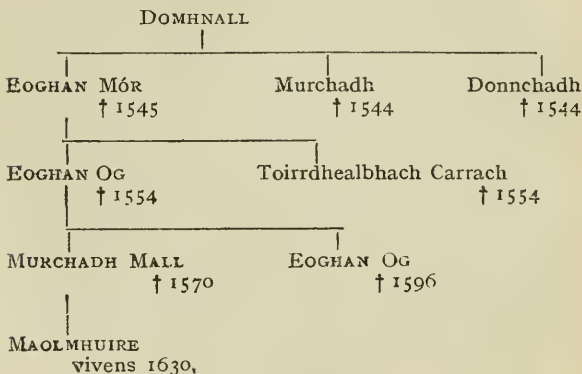 DOMHNALL
EOGHAN MÓR Murchadh Donnchadh
† 1545 † 1544 † 1544
EOGHAN OG Toirrdhealbhach Carrach
† 1554 † 1554
MURCHADH MALL EOGHAN OG
† 1570 † 1596
MAOLMHUIRE
vivens 1630,